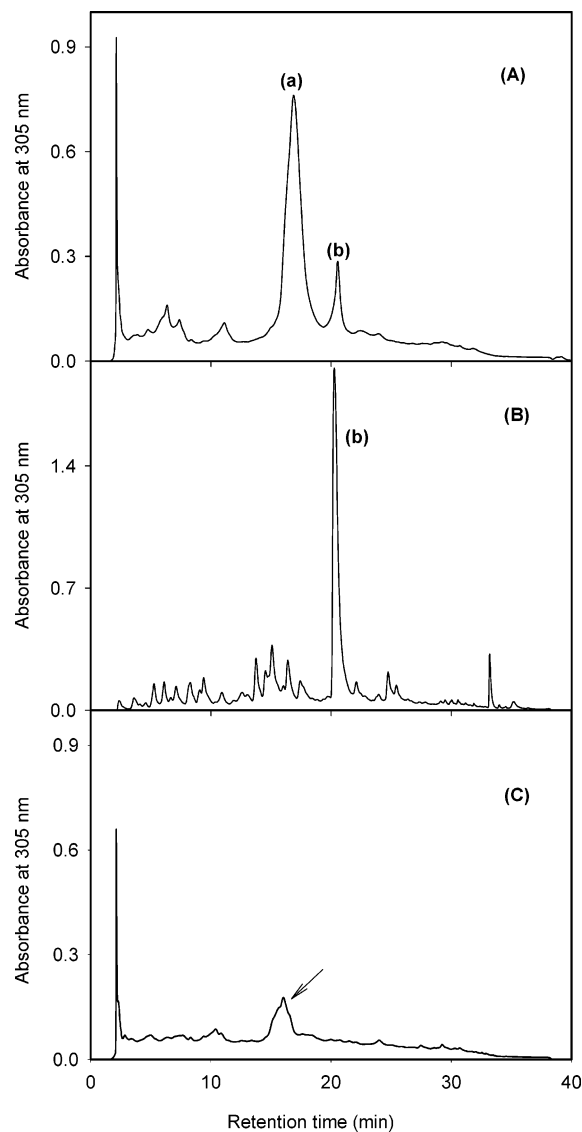 Absorbance at 305 nm
0.9
0.6
0.3
0.0
(a)
(b)
(A)
Absorbance at 305 nm
1.4
0.7
0.0
(b)
(B)
Absorbance at 305 nm
0.9
0.6
0.3
0.0
(C)
0 10 20 30 40
Retention time (min)